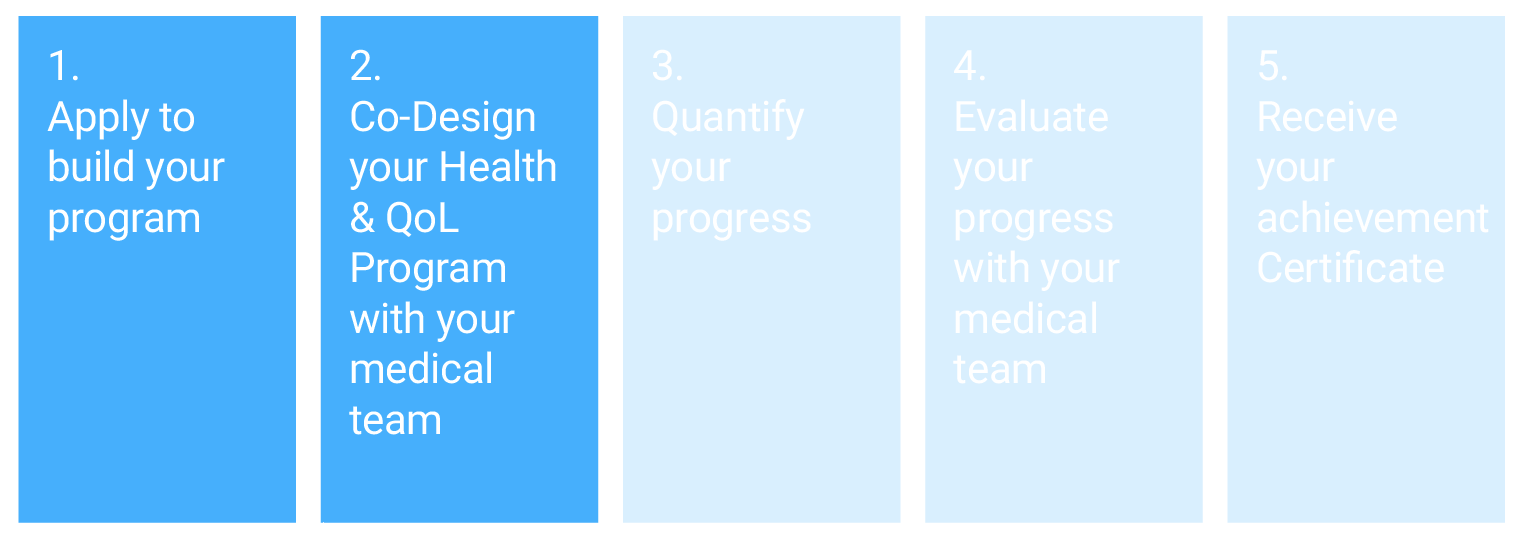 1.
Apply to
build your
program
2.
Co-Design
your Health
& QoL
Program
with your
medical
team
3.
Quantify
your
progress
4.
Evaluate
your
progress
with your
medical
team
5.
Receive
your
achievement
Certificate